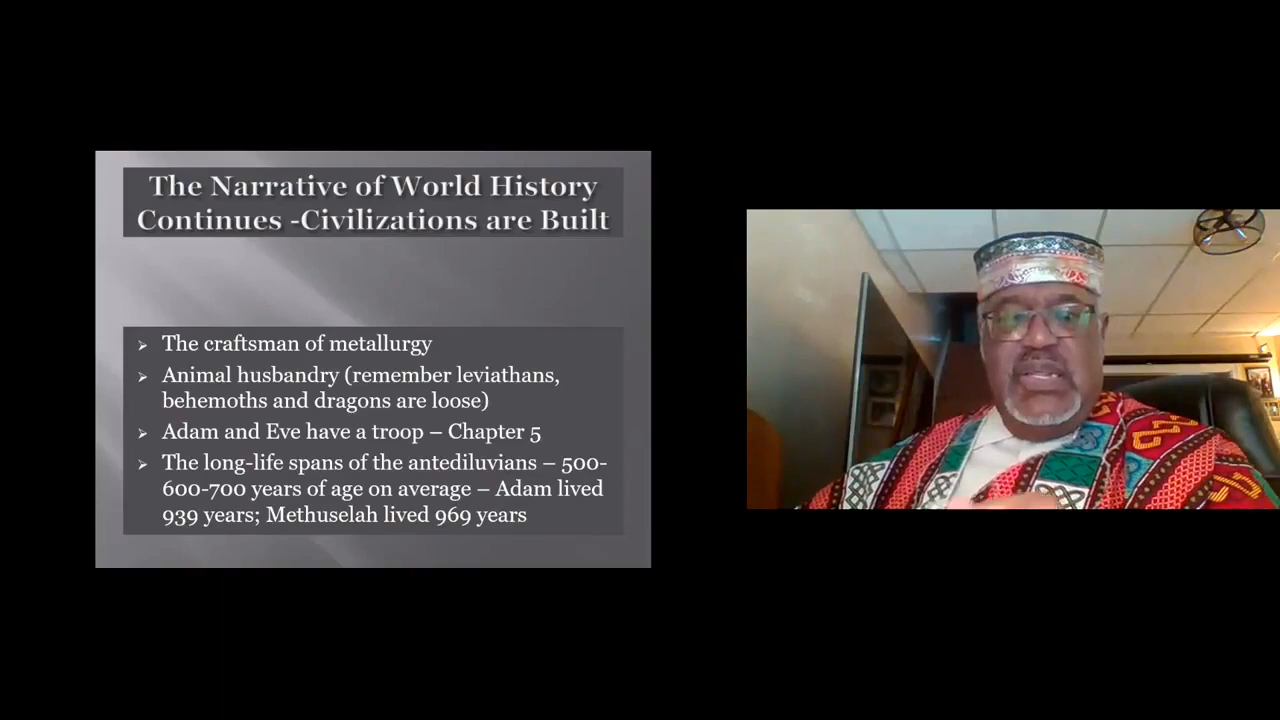 The Narrative of World History
Continues -Civilizations are Built
The craftsman of metallurgy
Animal husbandry (remember leviathans,
behemoths and dragons are loose)
Adam and Eve have a troop – Chapter 5
The long-life spans of the antediluvians – 500-
600-700 years of age on average – Adam lived
939 years; Methuselah lived 969 years